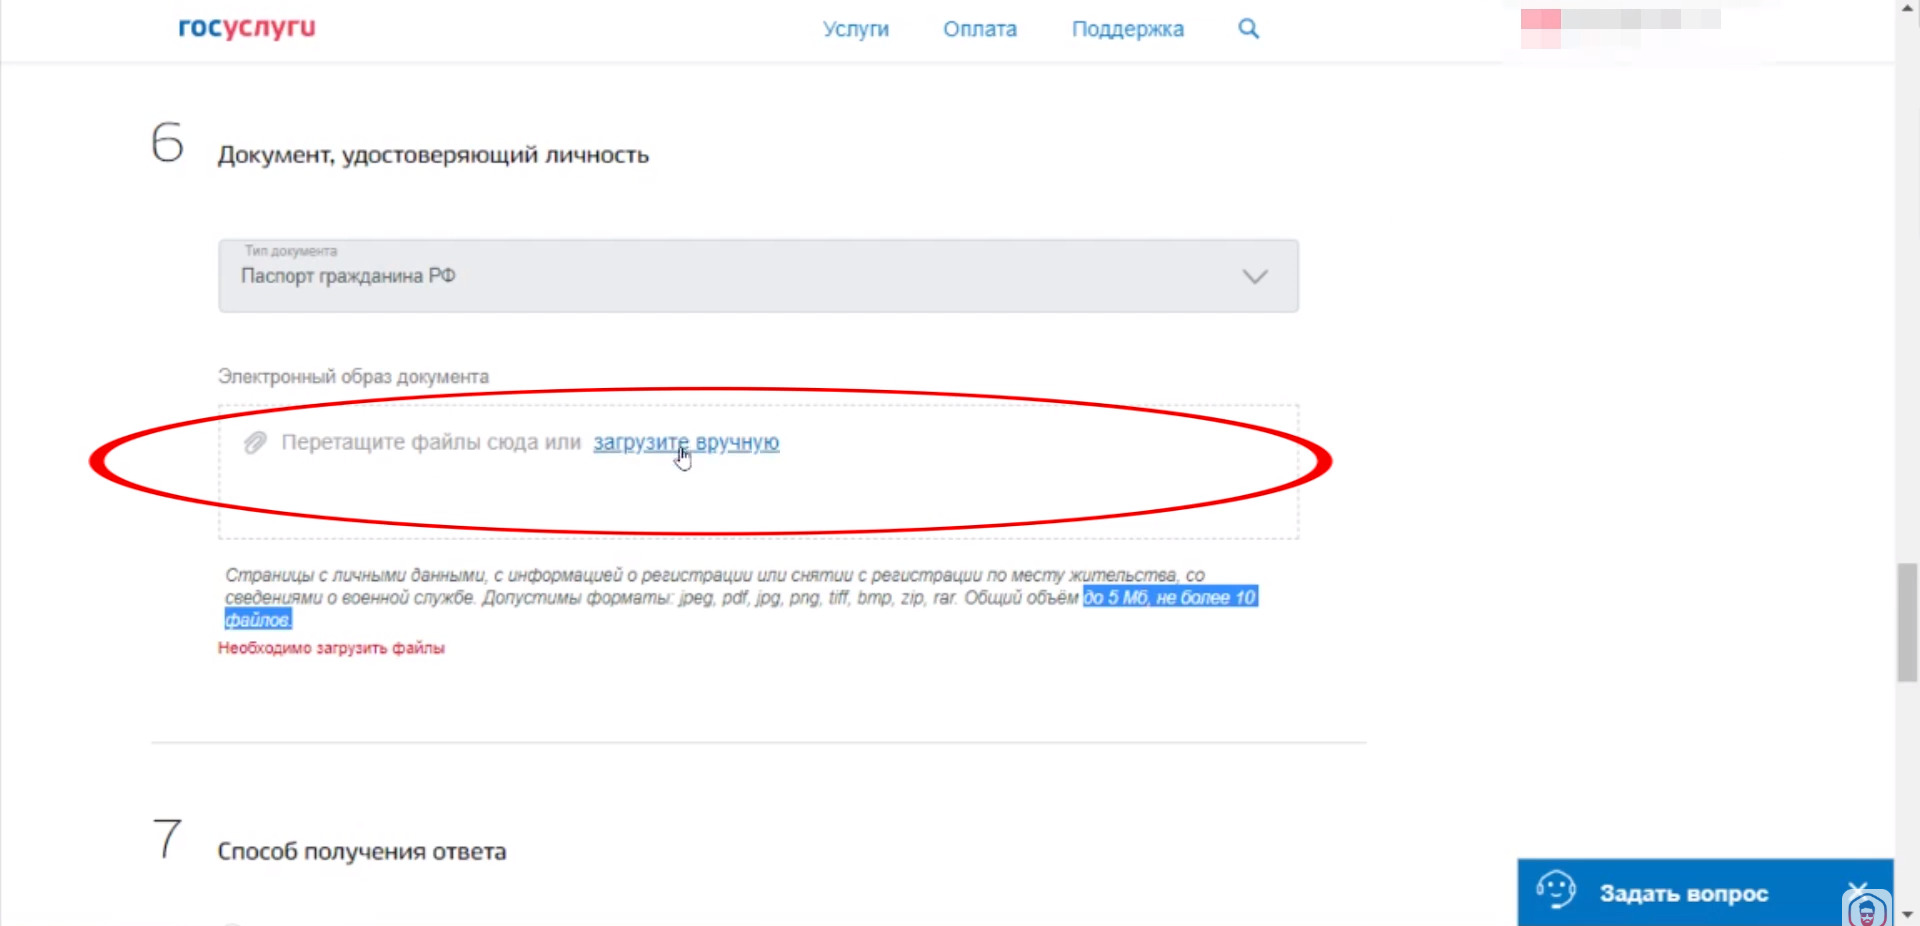 госуслуги
Услуги Оплата Поддержка
6 Документ, удостоверяющий личность
Тип документа
Паспорт гражданина РФ
Электронный образ документа
Перетащите файлы сюда или загрузите вручную
Страницы с личными данными, с информацией о регистрации или снятии с регистрации по месту жительства, со
сведениями о военной службе. Допустимы форматы: jpeg, pdf, jpg, png, tiff, bmp, zip, rar. Общий объём до 5 Мб, не более 10
файлов.
Необходимо загрузить файлы
7 Способ получения ответа
Задать вопрос